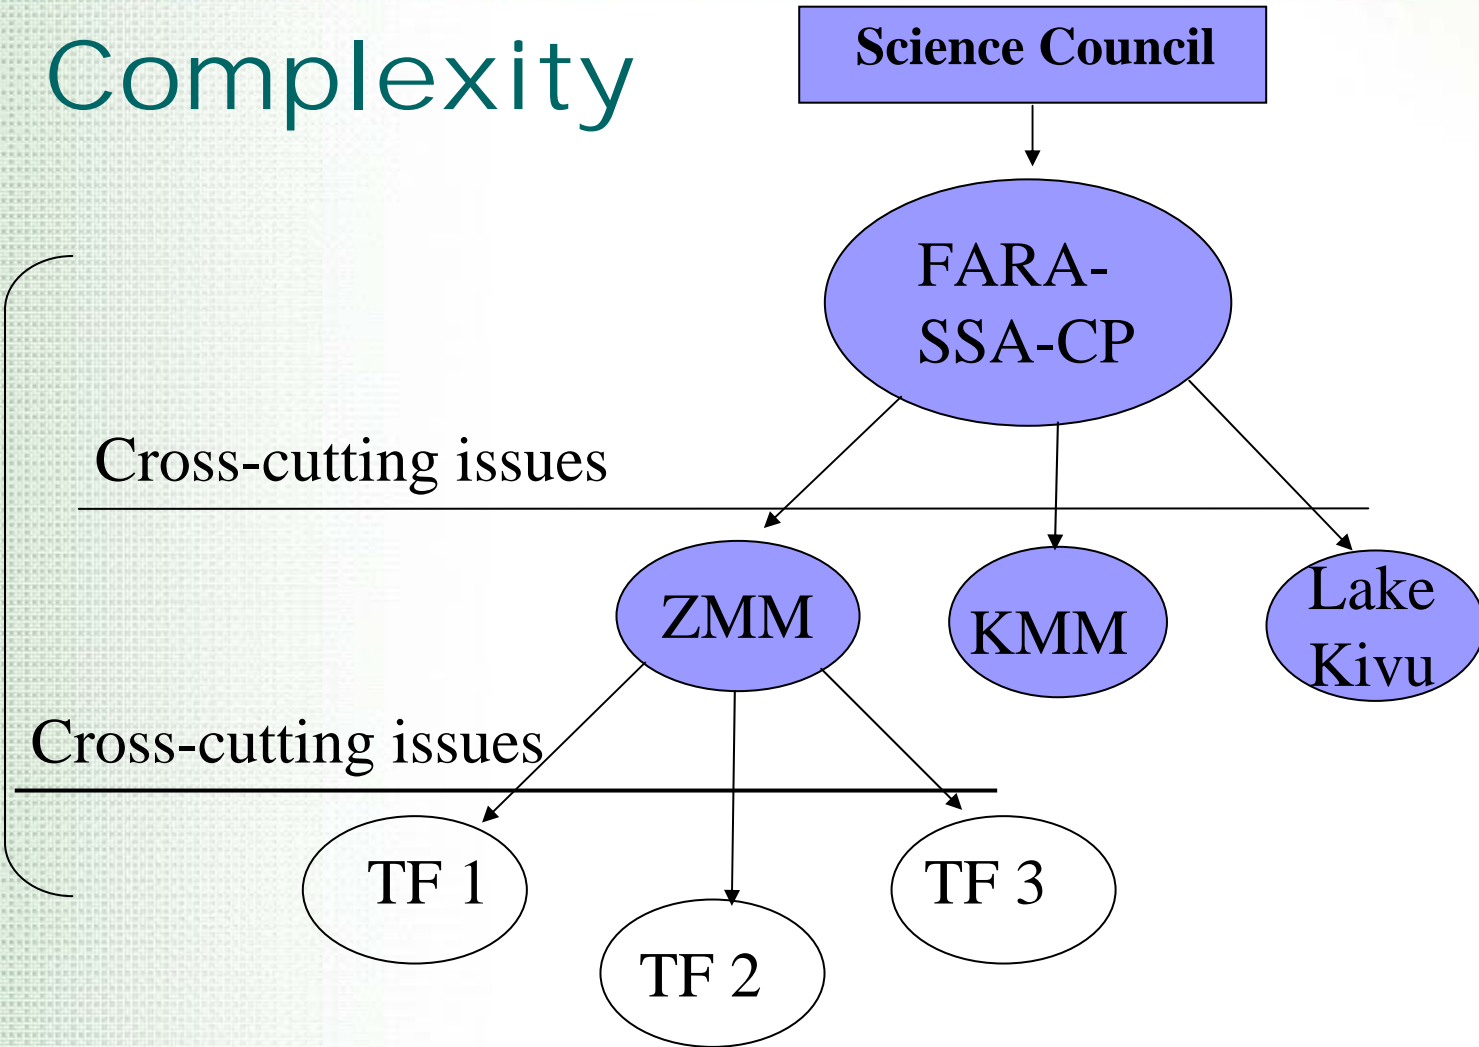 Complexity
Science Council
FARA-
SSA-CP
Cross-cutting issues
ZMM
KMM
Lake
Kivu
Cross-cutting issues
TF 1
TF 2
TF 3